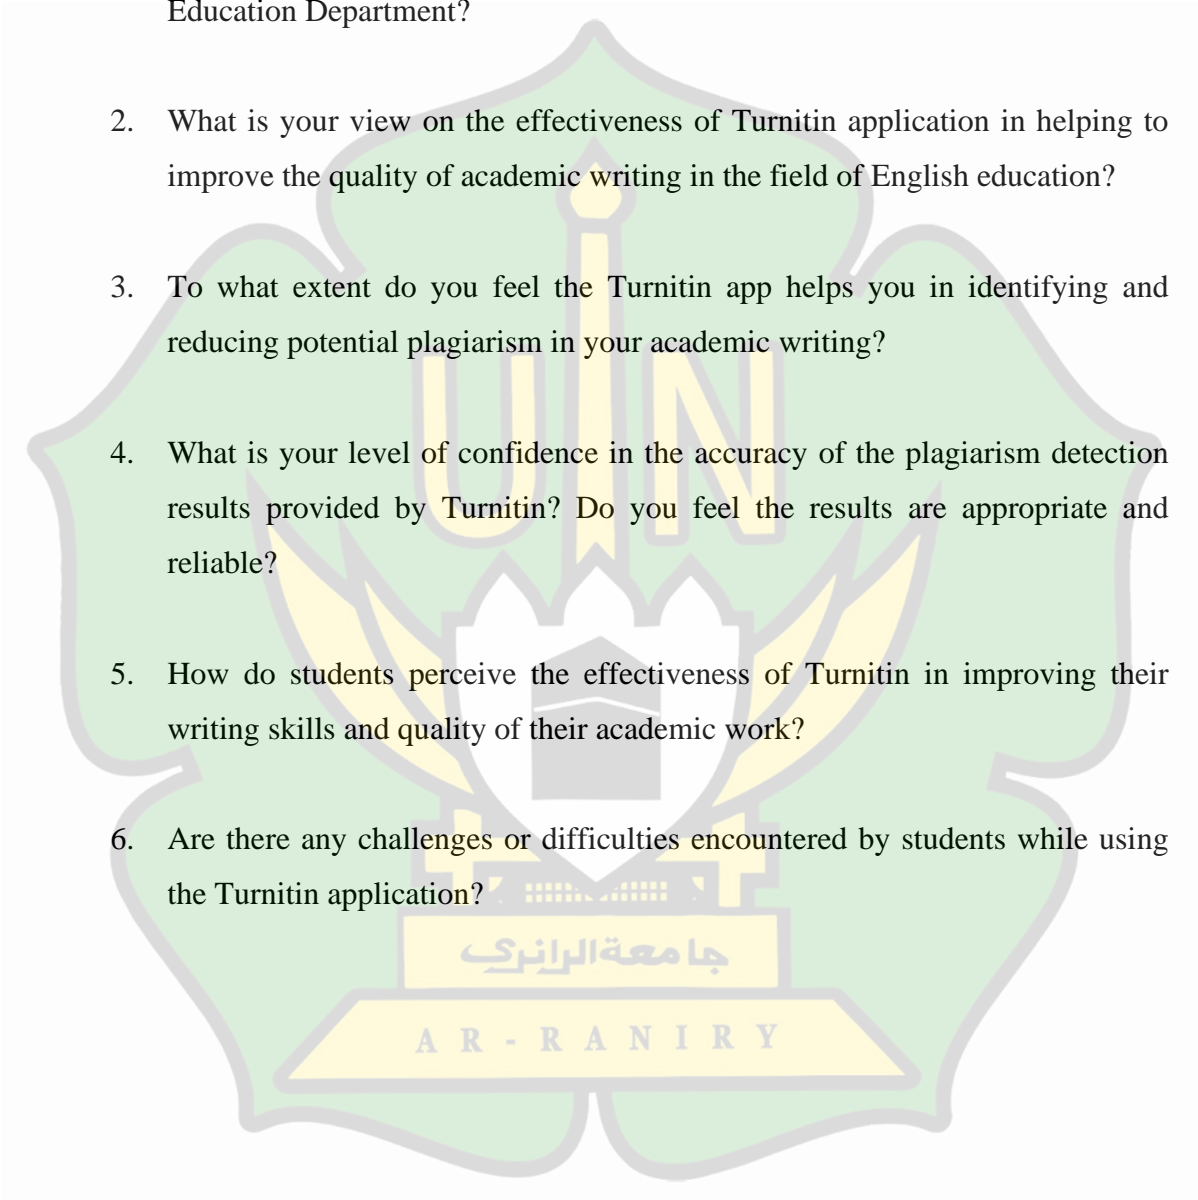 Education Department?
2. What is your view on the effectiveness of Turnitin application in helping to
improve the quality of academic writing in the field of English education?
3. To what extent do you feel the Turnitin app helps you in identifying and
reducing potential plagiarism in your academic writing?
UIN
4. What is your level of confidence in the accuracy of the plagiarism detection
results provided by Turnitin? Do you feel the results are appropriate and
reliable?
5. How do students perceive the effectiveness of Turnitin in improving their
writing skills and quality of their academic work?
6. Are there any challenges or difficulties encountered by students while using
the Turnitin application?
جامعة الرانري
AR-RANIRY